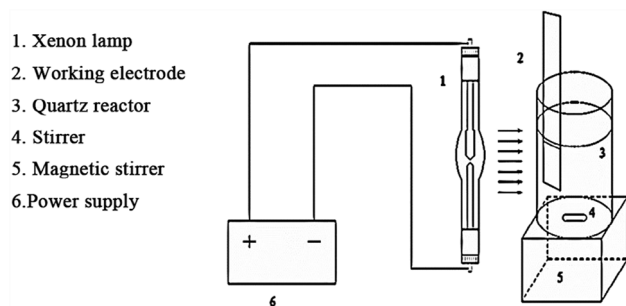 1. Xenon lamp
2. Working electrode
3. Quartz reactor
4. Stirrer
5. Magnetic stirrer
6.Power supply
1
2
3
4
5
+ −
6